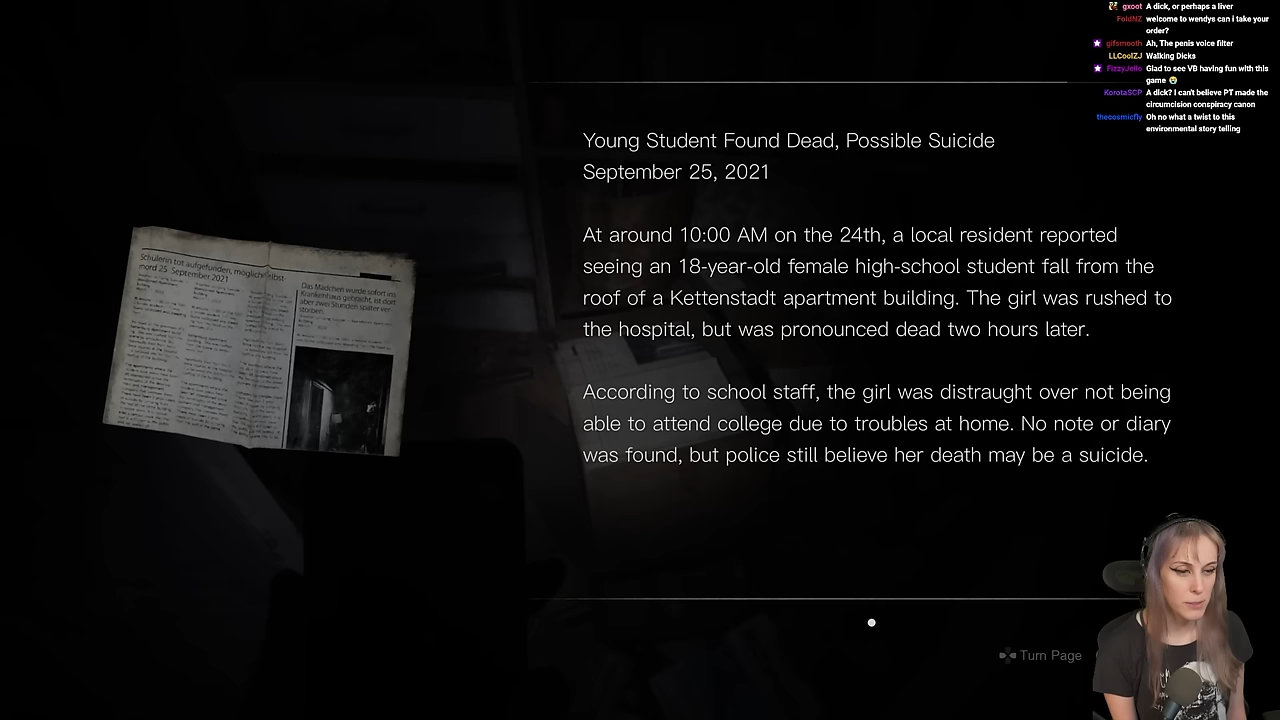 gxoot A dick, or perhaps a liver
FoldNZ welcome to wendys can i take your
order?
gifsmooth Ah, The penis voice filter
LLCoolZJ Walking Dicks
FizzyJello Glad to see VB having fun with this
game 😭
KorotaSCP A dick? I can't believe PT made the
circumcision conspiracy canon
thecosmicfly Oh no what a twist to this
environmental story telling
Young Student Found Dead, Possible Suicide
September 25, 2021
At around 10:00 AM on the 24th, a local resident reported
seeing an 18-year-old female high-school student fall from the
roof of a Kettenstadt apartment building. The girl was rushed to
the hospital, but was pronounced dead two hours later.
According to school staff, the girl was distraught over not being
able to attend college due to troubles at home. No note or diary
was found, but police still believe her death may be a suicide.
Schülerin tot aufgefunden, möglich
mord 25. September 2021
Das Mädchen wurde sofort ins
Krankenhaus gebracht, ist dort
aber zwei Stunden später ver-
storben.
Turn Page